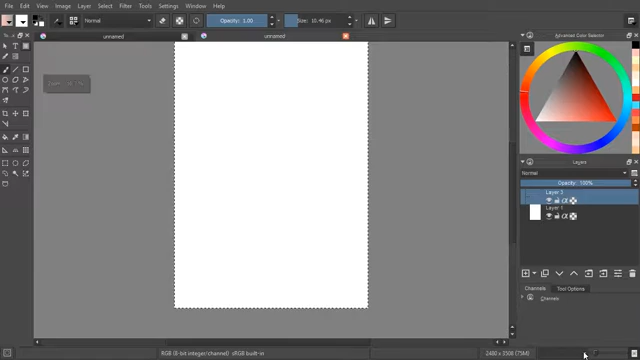 File Edit View Image Layer Select Filter Tools Settings Window Help
Normal Opacity: 1.00 Size: 10.46 px
unnamed unnamed
Advanced Color Selector
Layers
Normal
Opacity: 100%
Layer 3
Layer 1
Channels Tool Options
Channels
RGB (8-bit integer/channel) sRGB built-in 2480 x 3508 (75M)